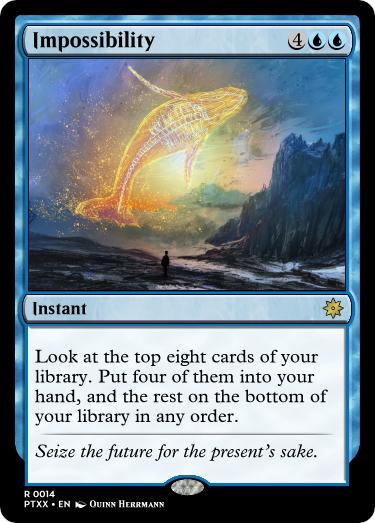 Impossibility 4
Instant
Look at the top eight cards of your
library. Put four of them into your
hand, and the rest on the bottom of
your library in any order.
Seize the future for the present's sake.
R 0014
PTXX • EN Quinn Herrmann